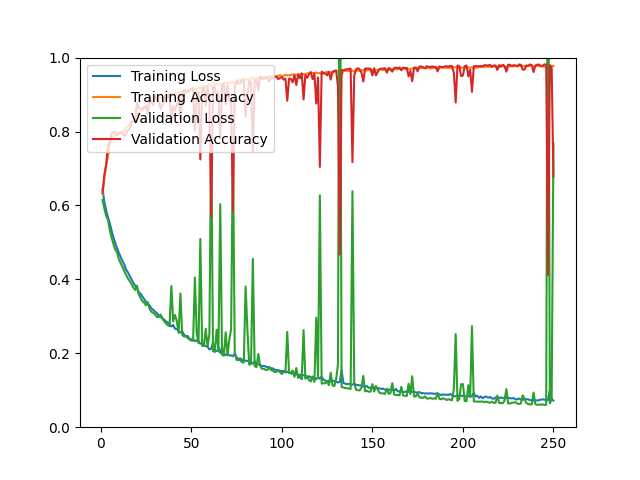 1.0
0.8
0.6
0.4
0.2
0.0
Training Loss
Training Accuracy
Validation Loss
Validation Accuracy
0 50 100 150 200 250